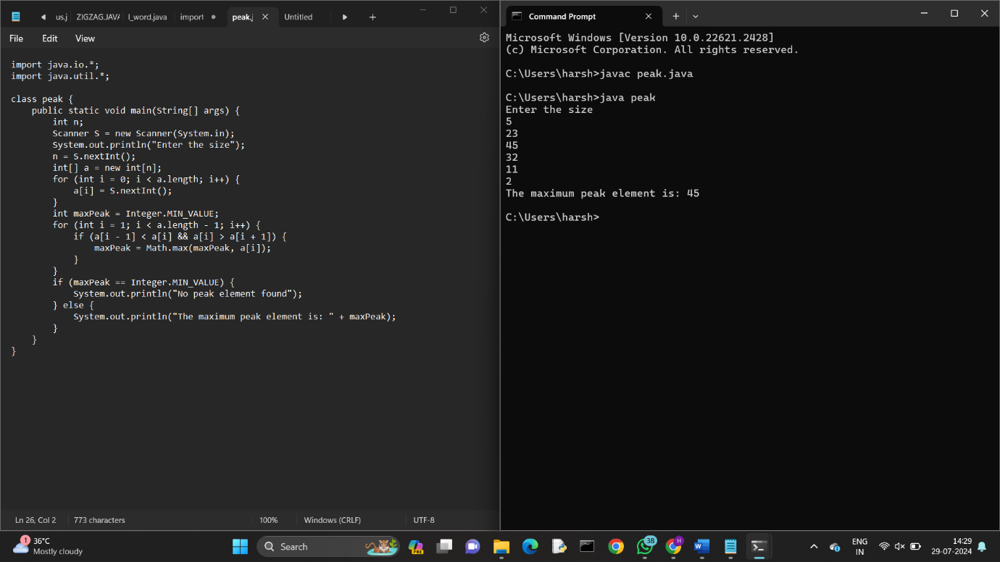 us.j
ZIGZAG.JAVA
l_word.java
import
peak.j
Untitled
File Edit View
import java.io.*;
import java.util.*;
class peak {
    public static void main(String[] args) {
        int n;
        Scanner S = new Scanner(System.in);
        System.out.println("Enter the size");
        n = S.nextInt();
        int[] a = new int[n];
        for (int i = 0; i < a.length; i++) {
            a[i] = S.nextInt();
        }
        int maxPeak = Integer.MIN_VALUE;
        for (int i = 1; i < a.length - 1; i++) {
            if (a[i - 1] < a[i] && a[i] > a[i + 1]) {
                maxPeak = Math.max(maxPeak, a[i]);
            }
        }
        if (maxPeak == Integer.MIN_VALUE) {
            System.out.println("No peak element found");
        } else {
            System.out.println("The maximum peak element is: " + maxPeak);
        }
    }
}
Ln 26, Col 2 773 characters 100% Windows (CRLF) UTF-8
Command Prompt
Microsoft Windows [Version 10.0.22621.2428]
(c) Microsoft Corporation. All rights reserved.
C:\Users\harsh>javac peak.java
C:\Users\harsh>java peak
Enter the size
5
23
45
32
11
2
The maximum peak element is: 45
C:\Users\harsh>
1
36°C
Mostly cloudy
Search
PRE
38
H
W
ENG
IN
14:29
29-07-2024